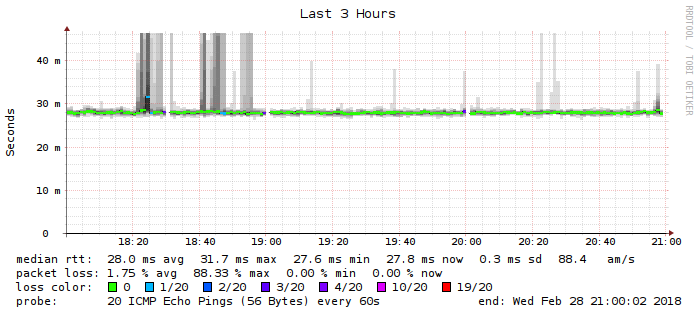 Last 3 Hours
RRDTOOL / TOBI OETIKER
Seconds
40 m
30 m
20 m
10 m
0
18:20 18:40 19:00 19:20 19:40 20:00 20:20 20:40 21:00
median rtt: 28.0 ms avg 31.7 ms max 27.6 ms min 27.8 ms now 0.3 ms sd 88.4 am/s
packet loss: 1.75 % avg 88.33 % max 0.00 % min 0.00 % now
loss color: 0 1/20 2/20 3/20 4/20 10/20 19/20
probe: 20 ICMP Echo Pings (56 Bytes) every 60s end: Wed Feb 28 21:00:02 2018